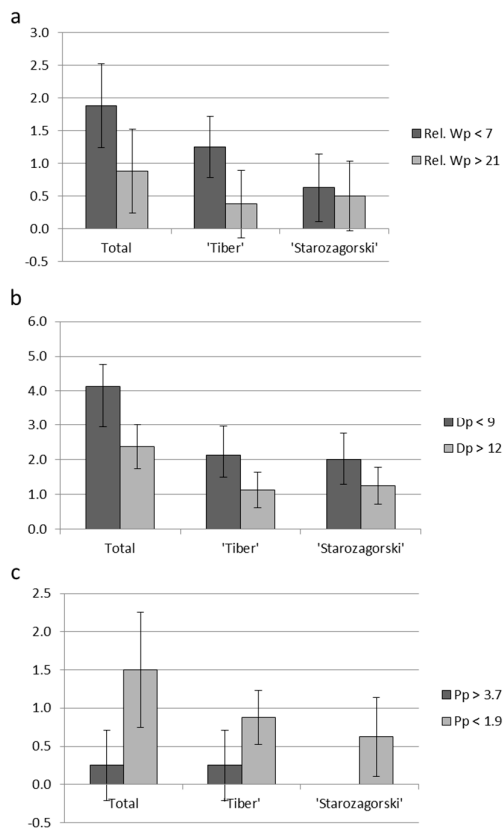 a
3.0
2.5
2.0
1.5
1.0
0.5
0.0
-0.5
Total 'Tiber' 'Starozagorski'
Rel. Wp < 7
Rel. Wp > 21
b
6.0
5.0
4.0
3.0
2.0
1.0
0.0
Total 'Tiber' 'Starozagorski'
Dp < 9
Dp > 12
c
2.5
2.0
1.5
1.0
0.5
0.0
-0.5
Total 'Tiber' 'Starozagorski'
Pp > 3.7
Pp < 1.9